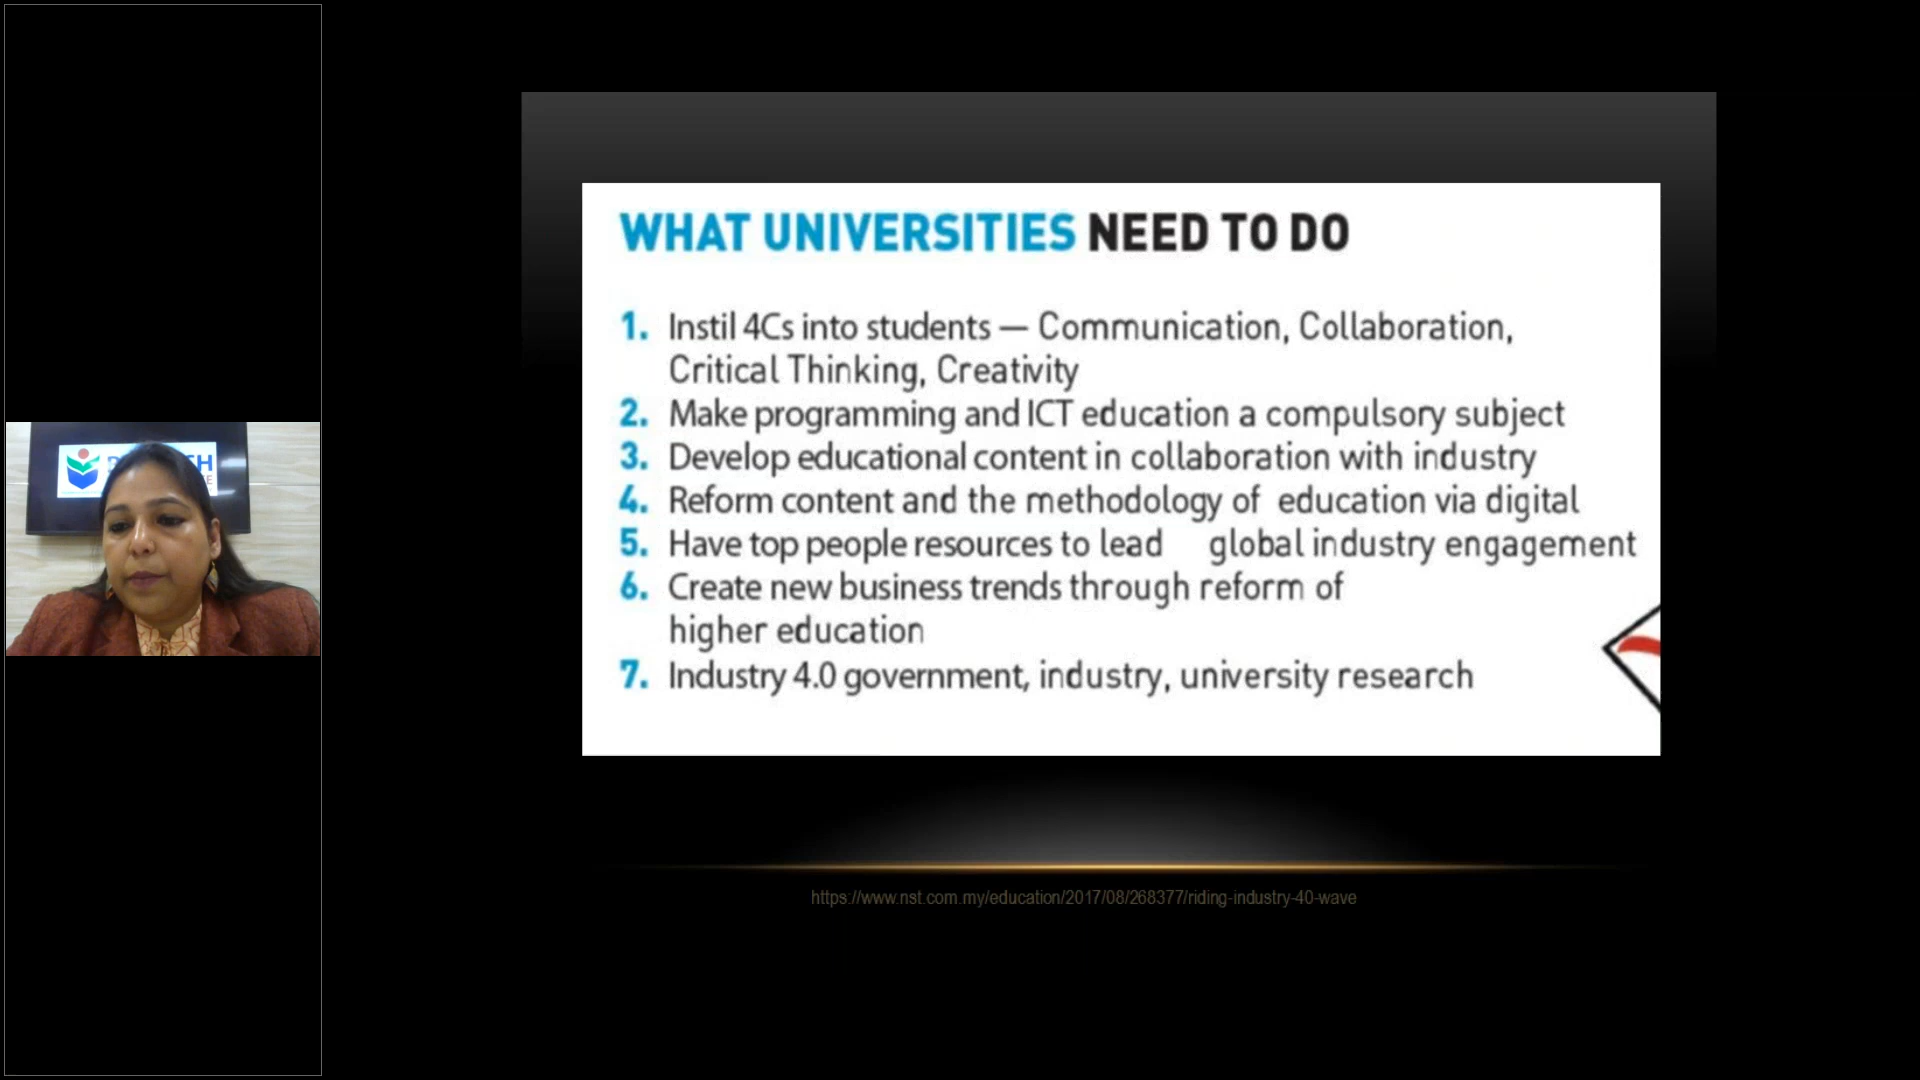 WHAT UNIVERSITIES NEED TO DO
1. Instil 4Cs into students — Communication, Collaboration,
Critical Thinking, Creativity
2. Make programming and ICT education a compulsory subject
3. Develop educational content in collaboration with industry
4. Reform content and the methodology of education via digital
5. Have top people resources to lead global industry engagement
6. Create new business trends through reform of
higher education
7. Industry 4.0 government, industry, university research
https://www.nst.com.my/education/2017/08/268377/riding-industry-40-wave